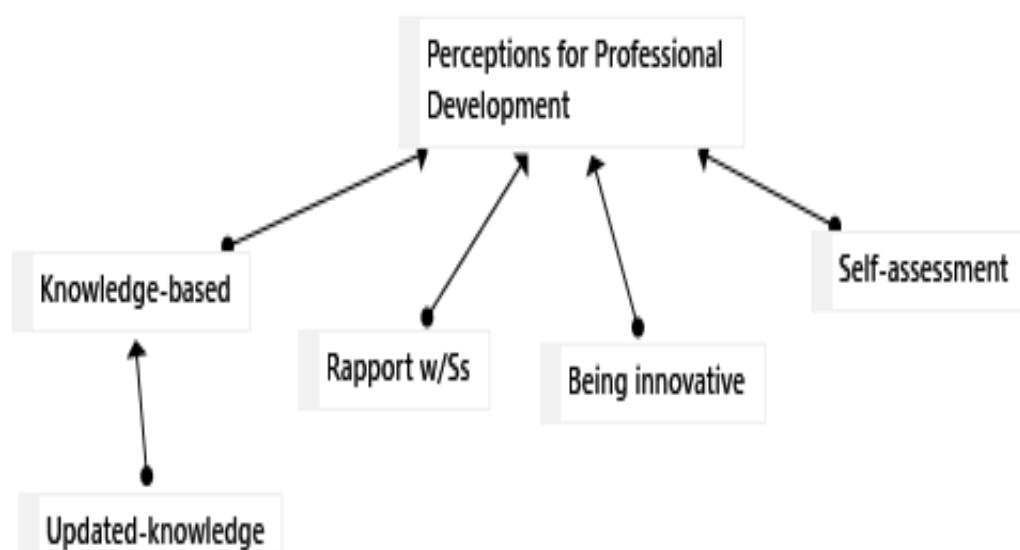 Perceptions for Professional
Development
Knowledge-based
Self-assessment
Rapport w/Ss
Being innovative
Updated-knowledge